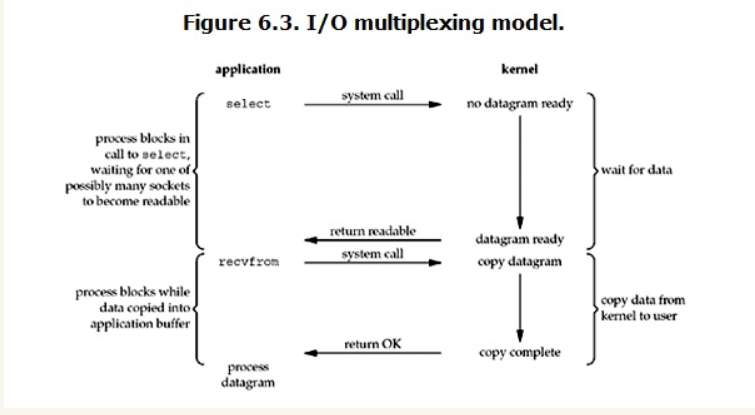 Figure 6.3. I/O multiplexing model.
application
kernel
select
system call
no datagram ready
process blocks in
call to select,
waiting for one of
possibly many sockets
to become readable
wait for data
return readable
datagram ready
recvfrom
system call
copy datagram
process blocks while
data copied into
application buffer
copy data from
kernel to user
return OK
copy complete
process
datagram